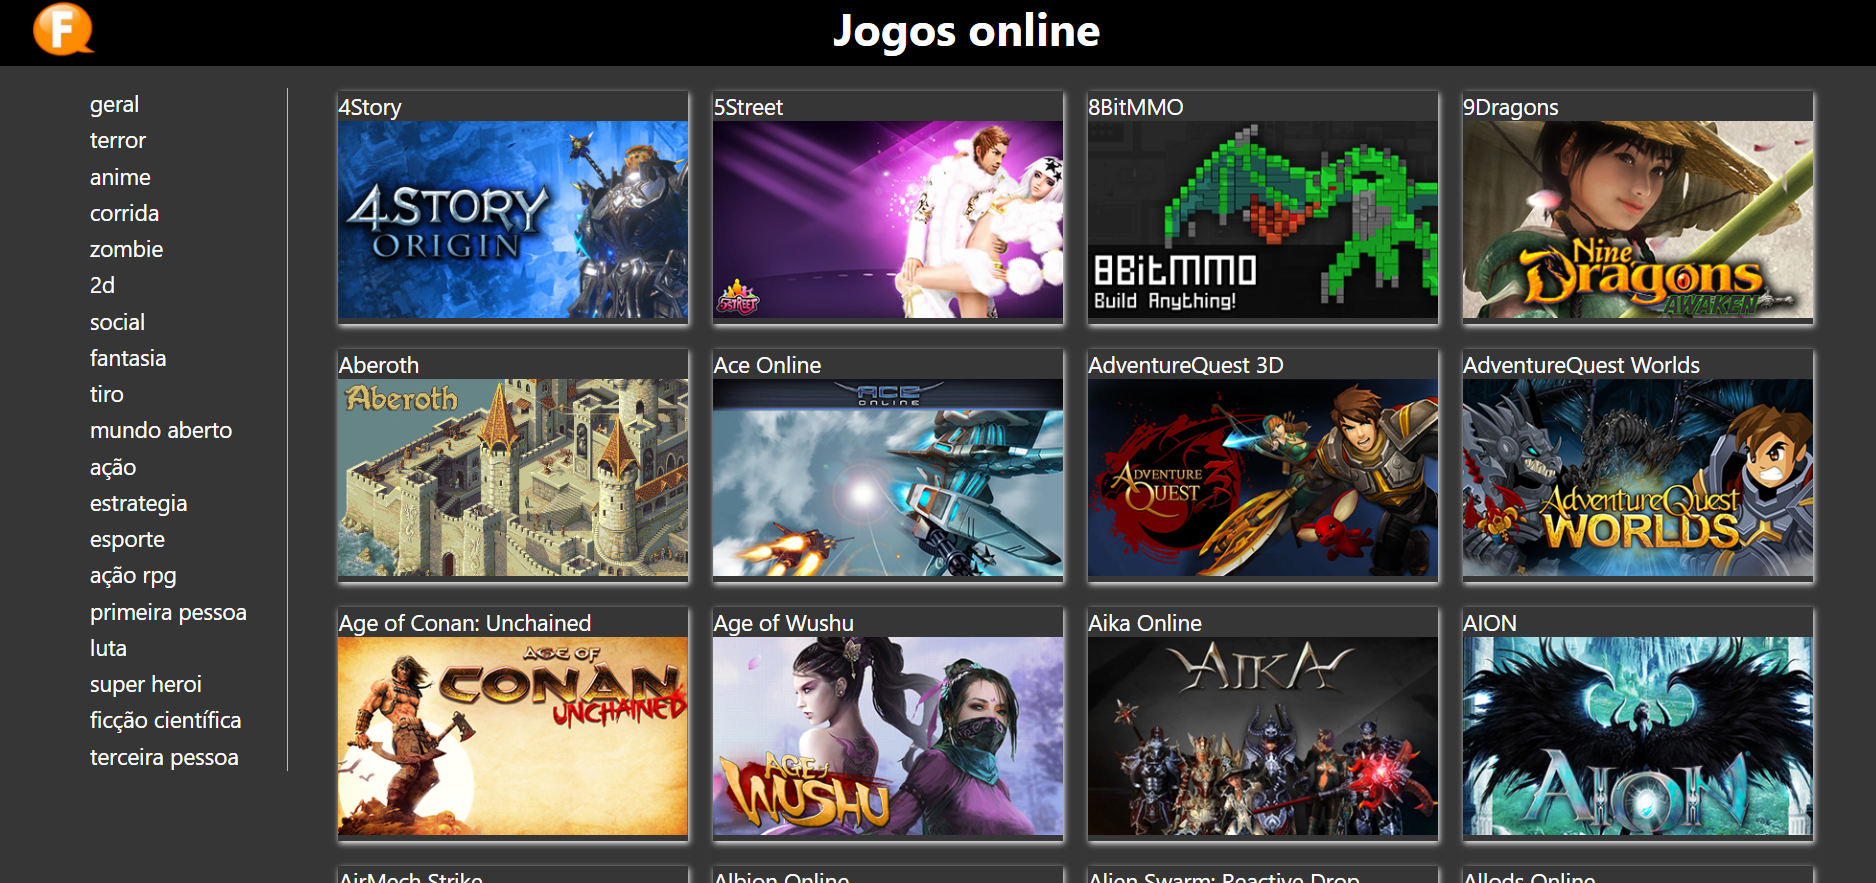 F
Jogos online
geral
terror
anime
corrida
zombie
2d
social
fantasia
tiro
mundo aberto
ação
estrategia
esporte
ação rpg
primeira pessoa
luta
super heroi
ficção científica
terceira pessoa
4Story
5Street
8BitMMO
9Dragons
4STORY
ORIGIN
5STREET
8BitMMO
Build Anything!
Nine
Dragons
AWAKEN
Aberoth
Ace Online
AdventureQuest 3D
AdventureQuest Worlds
Aberoth
ACE
ONLINE
ADVENTURE
QUEST
3
AdventureQuest
WORLDS
Age of Conan: Unchained
Age of Wushu
Aika Online
AION
AGE OF
CONAN
UNCHAINED
AGE of
WUSHU
AIKA
AION
AirMech Strike
Albion Online
Alien Swarm: Reactive Drop
Allods Online